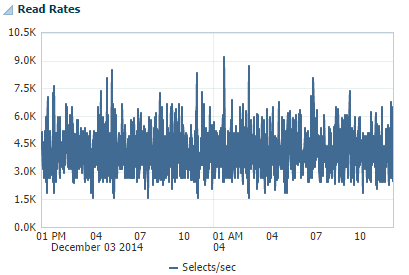 Read Rates
10.5K
9.0K
7.5K
6.0K
4.5K
3.0K
1.5K
0.0K
01 PM 04 07 10 01 AM 04 07 10
December 03 2014 04
Selects/sec